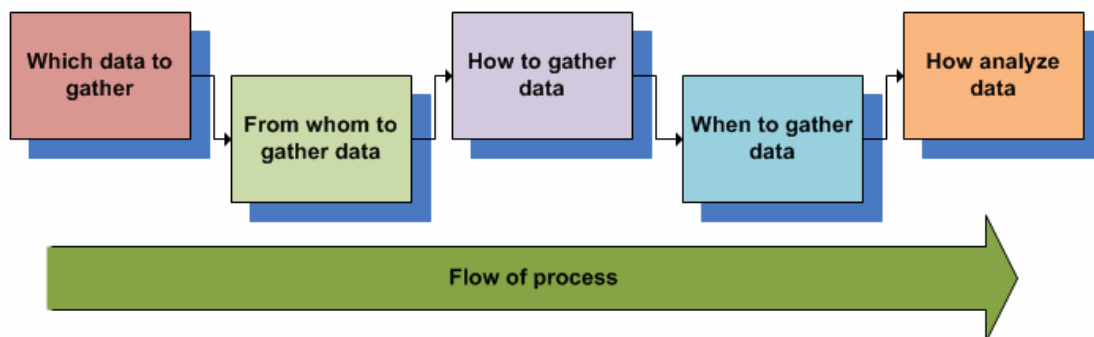 Which data to
gather
From whom to
gather data
How to gather
data
When to gather
data
How analyze
data
Flow of process